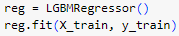 reg = LGBMRegressor()
reg.fit(X_train, y_train)